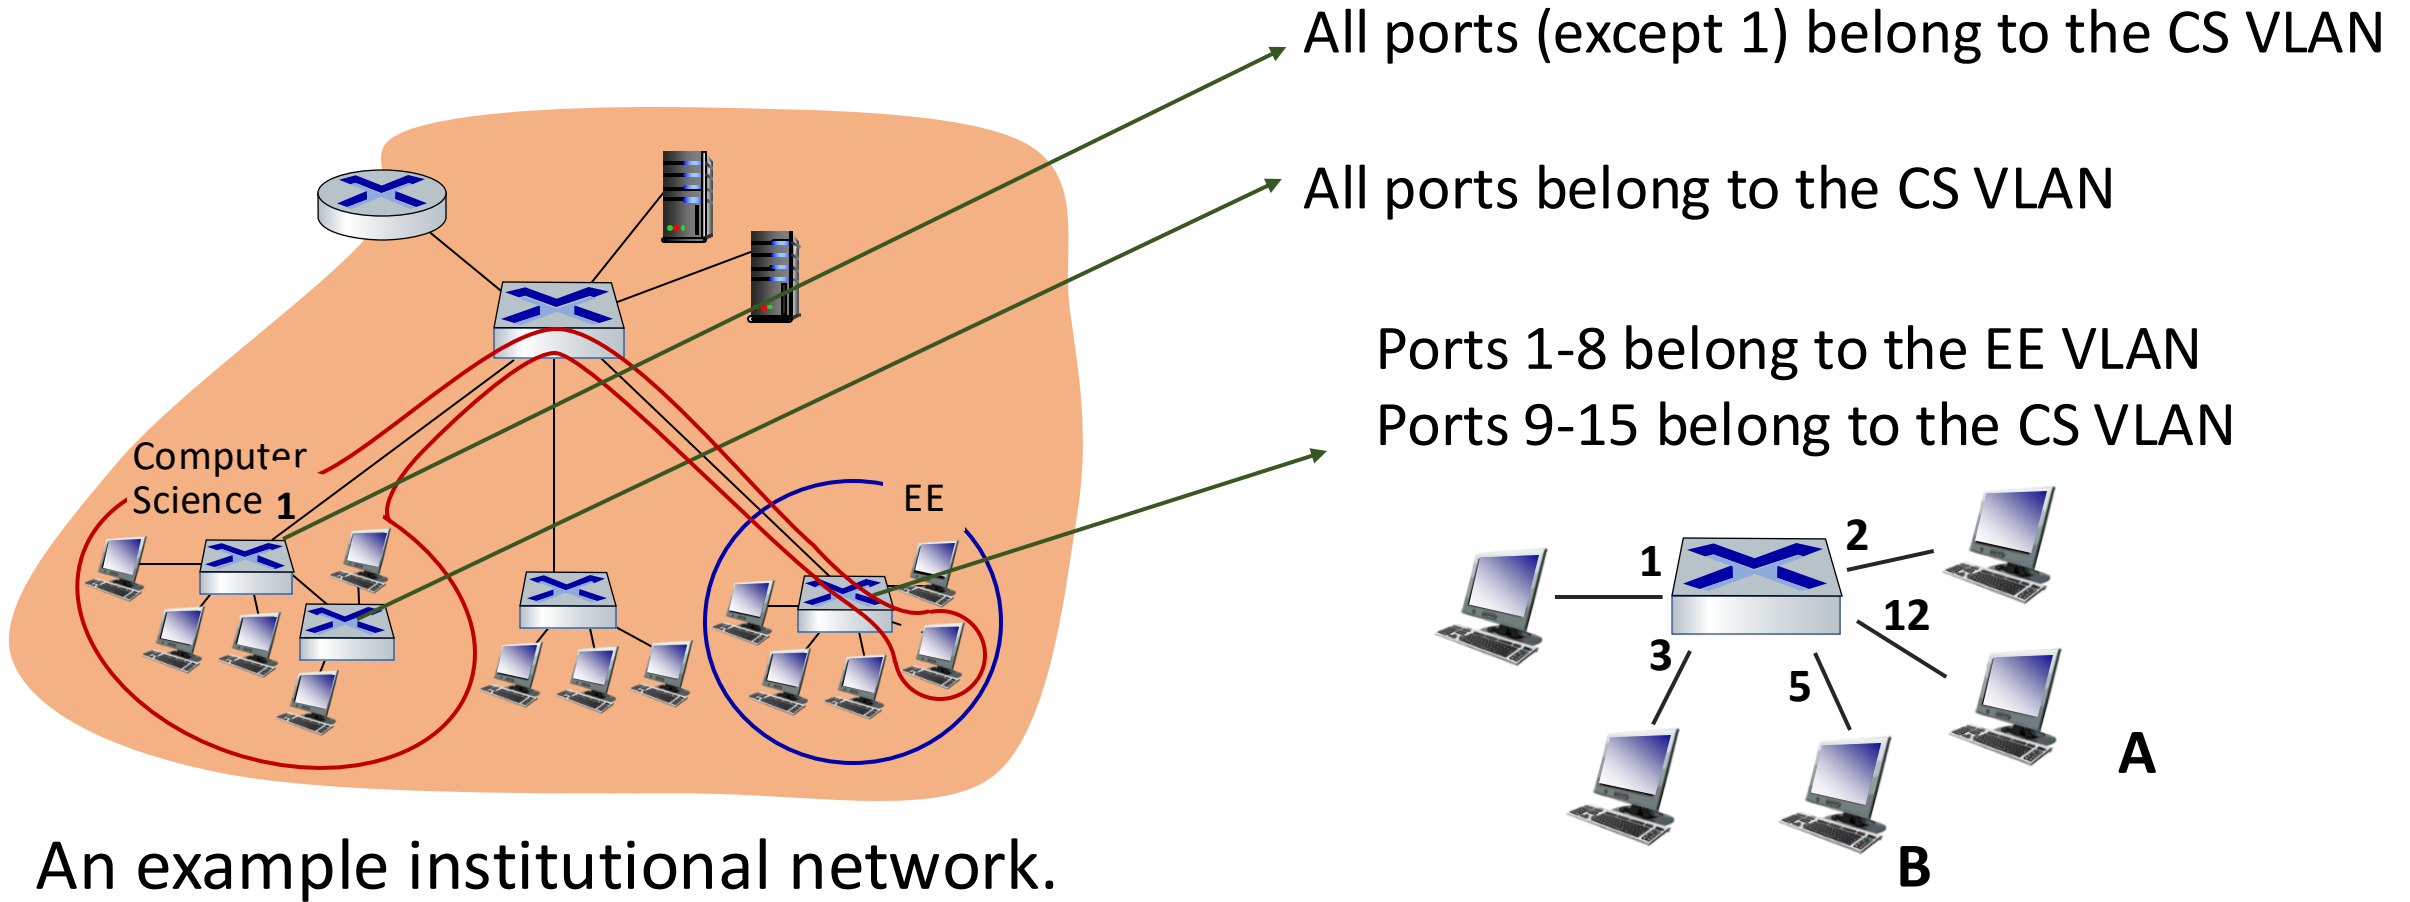 All ports (except 1) belong to the CS VLAN
All ports belong to the CS VLAN
Ports 1-8 belong to the EE VLAN
Ports 9-15 belong to the CS VLAN
Computer
Science 1
EE
1
2
12
3
5
A
B
An example institutional network.